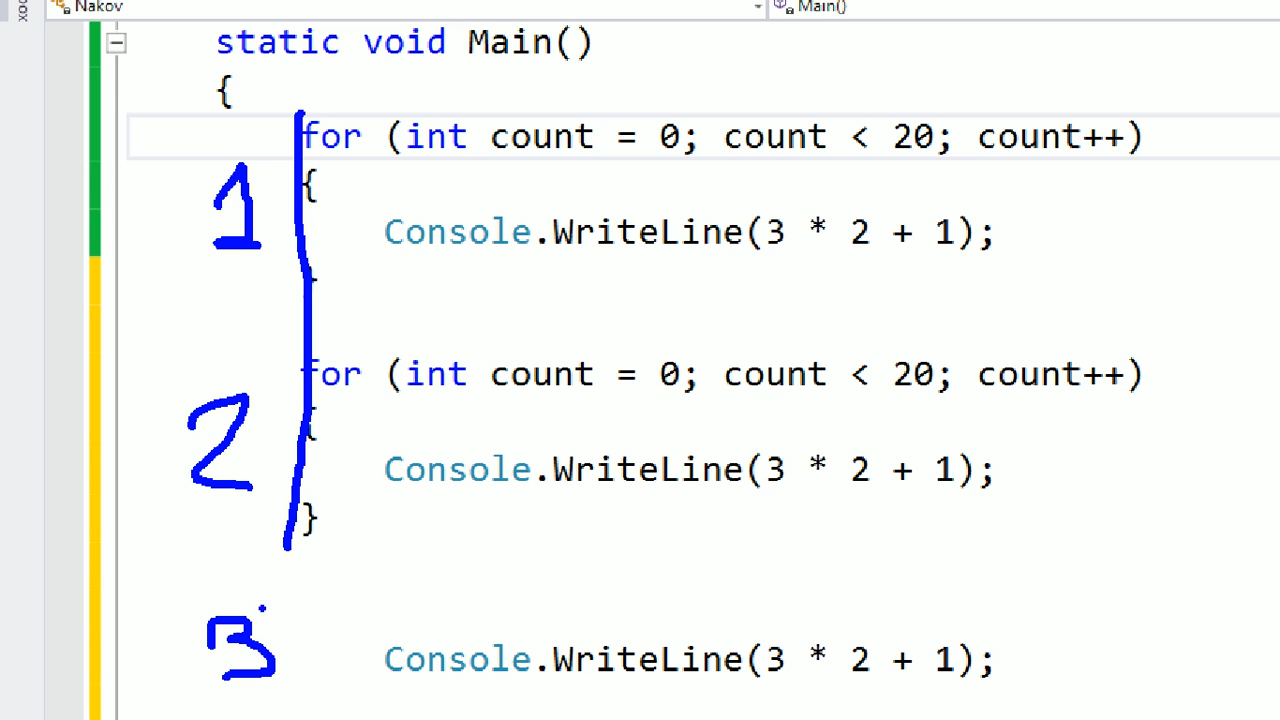 Nakov Main()
static void Main()
{
for (int count = 0; count < 20; count++)
{
1
Console.WriteLine(3 * 2 + 1);
}
for (int count = 0; count < 20; count++)
{
2
Console.WriteLine(3 * 2 + 1);
}
3 Console.WriteLine(3 * 2 + 1);